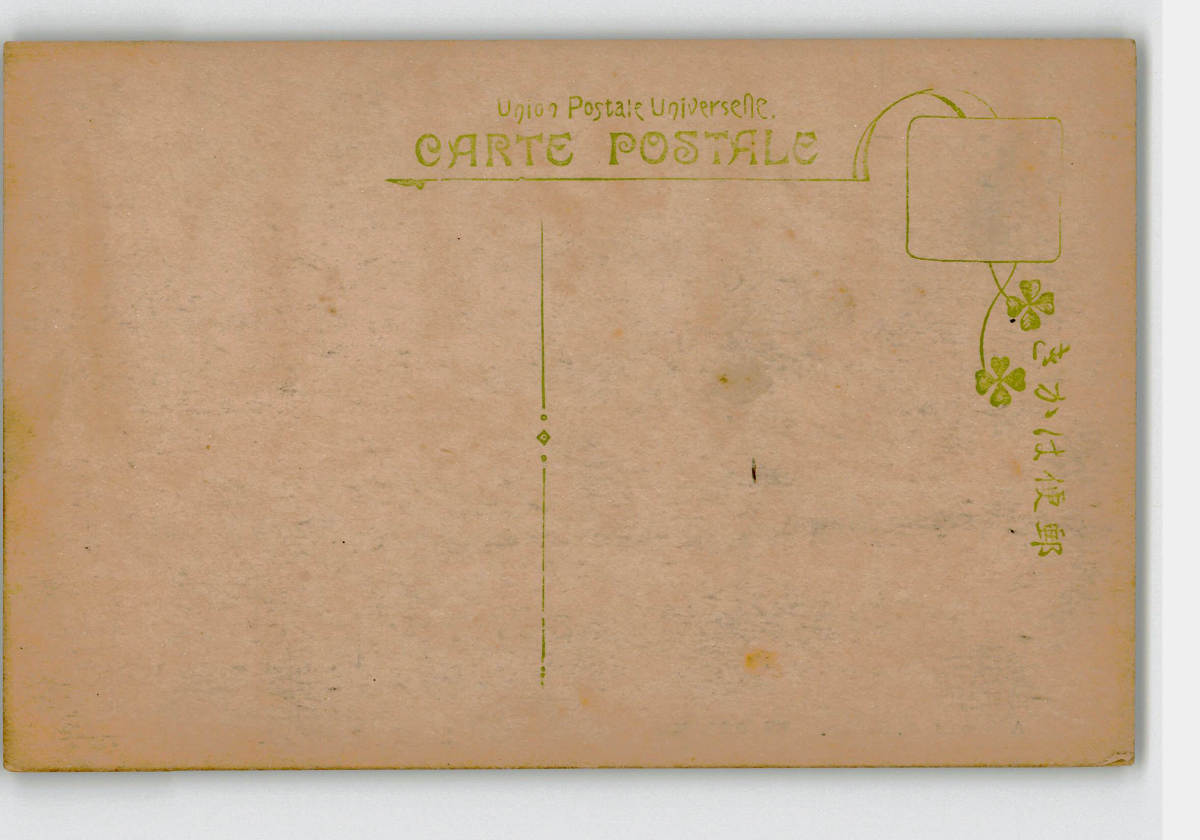 Union Postale Universelle.
CARTE POSTALE
きかは便郵